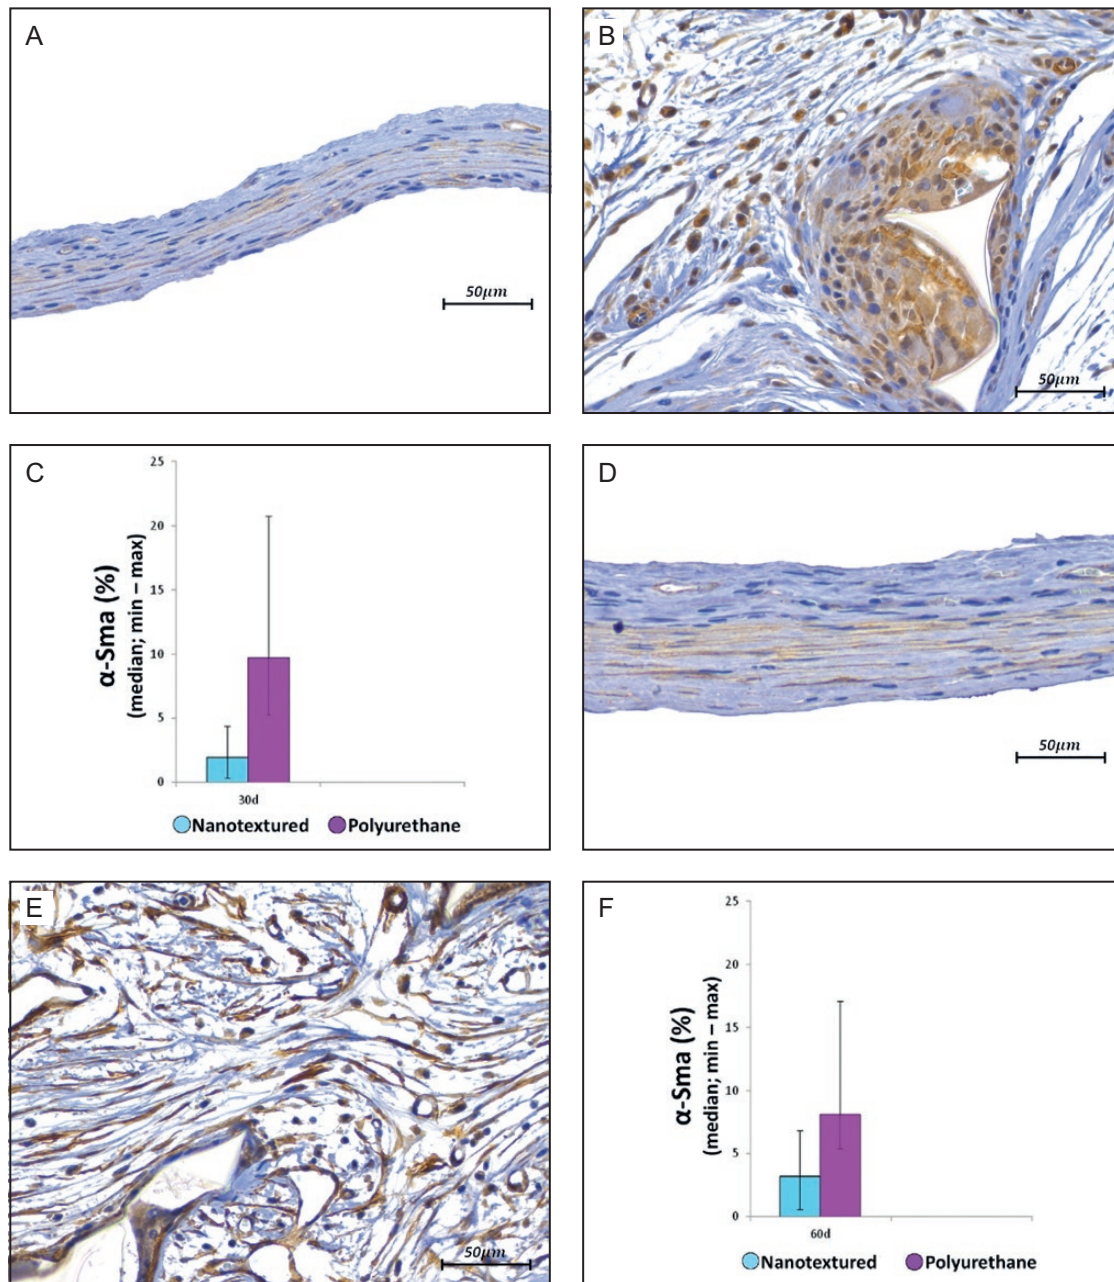 A
50µm
B
50µm
C
α-Sma (%)
(median; min – max)
25
20
15
10
5
0
30d
Nanotextured Polyurethane
D
50µm
E
50µm
F
α-Sma (%)
(median; min – max)
25
20
15
10
5
0
60d
Nanotextured Polyurethane